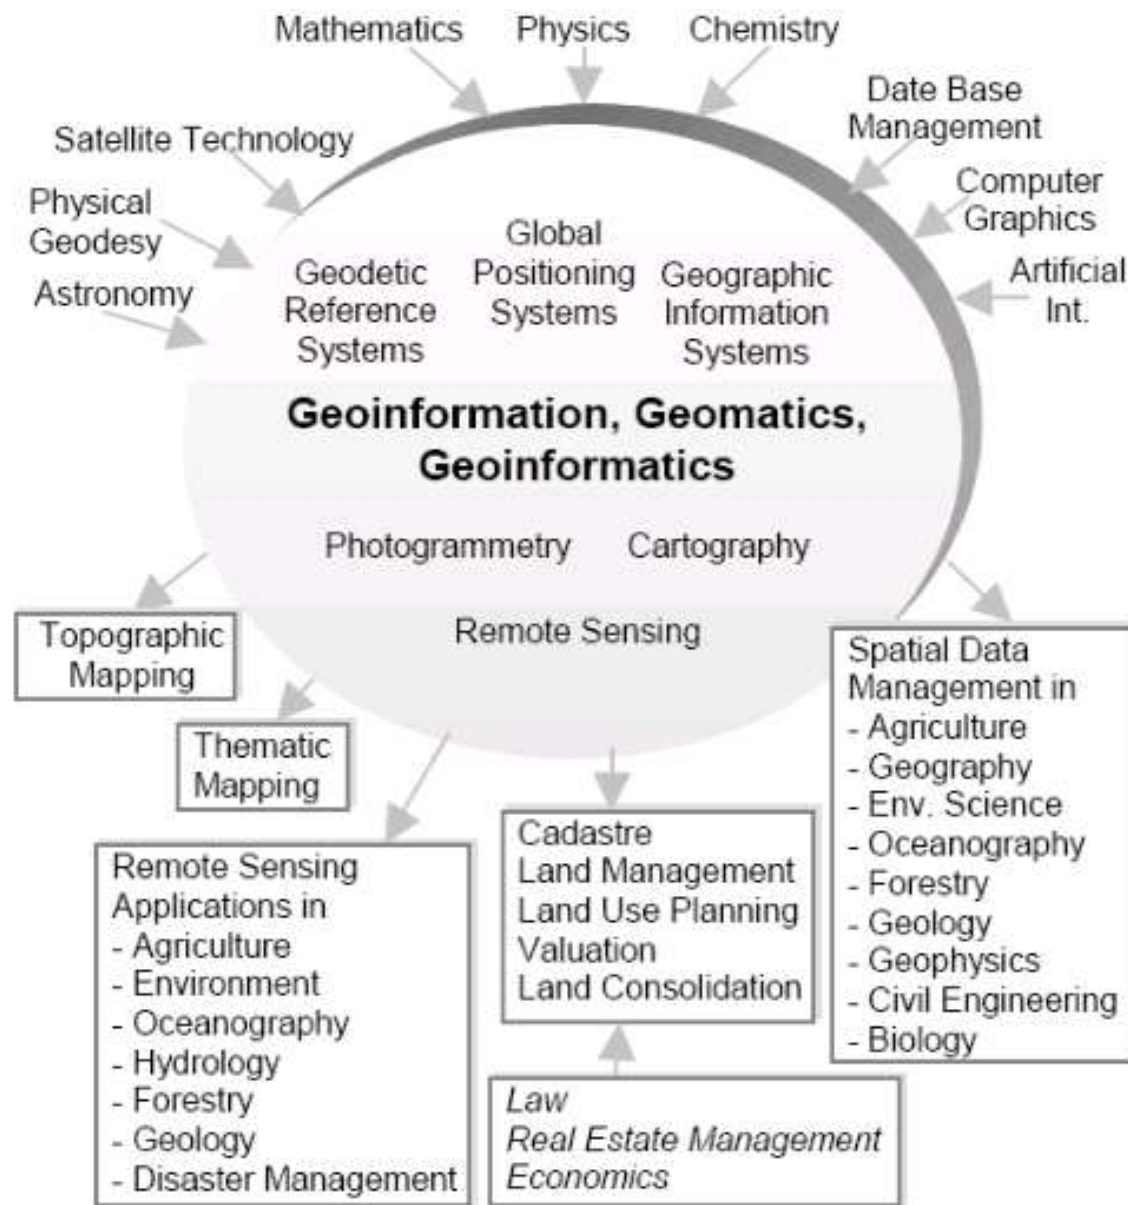 Mathematics
Physics
Chemistry
Date Base
Management
Satellite Technology
Computer
Graphics
Physical
Geodesy
Artificial
Int.
Astronomy
Geodetic
Reference
Systems
Global
Positioning
Systems
Geographic
Information
Systems
Geoinformation, Geomatics,
Geoinformatics
Photogrammetry
Cartography
Remote Sensing
Topographic
Mapping
Thematic
Mapping
Remote Sensing
Applications in
- Agriculture
- Environment
- Oceanography
- Hydrology
- Forestry
- Geology
- Disaster Management
Cadastre
Land Management
Land Use Planning
Valuation
Land Consolidation
Law
Real Estate Management
Economics
Spatial Data
Management in
- Agriculture
- Geography
- Env. Science
- Oceanography
- Forestry
- Geology
- Geophysics
- Civil Engineering
- Biology